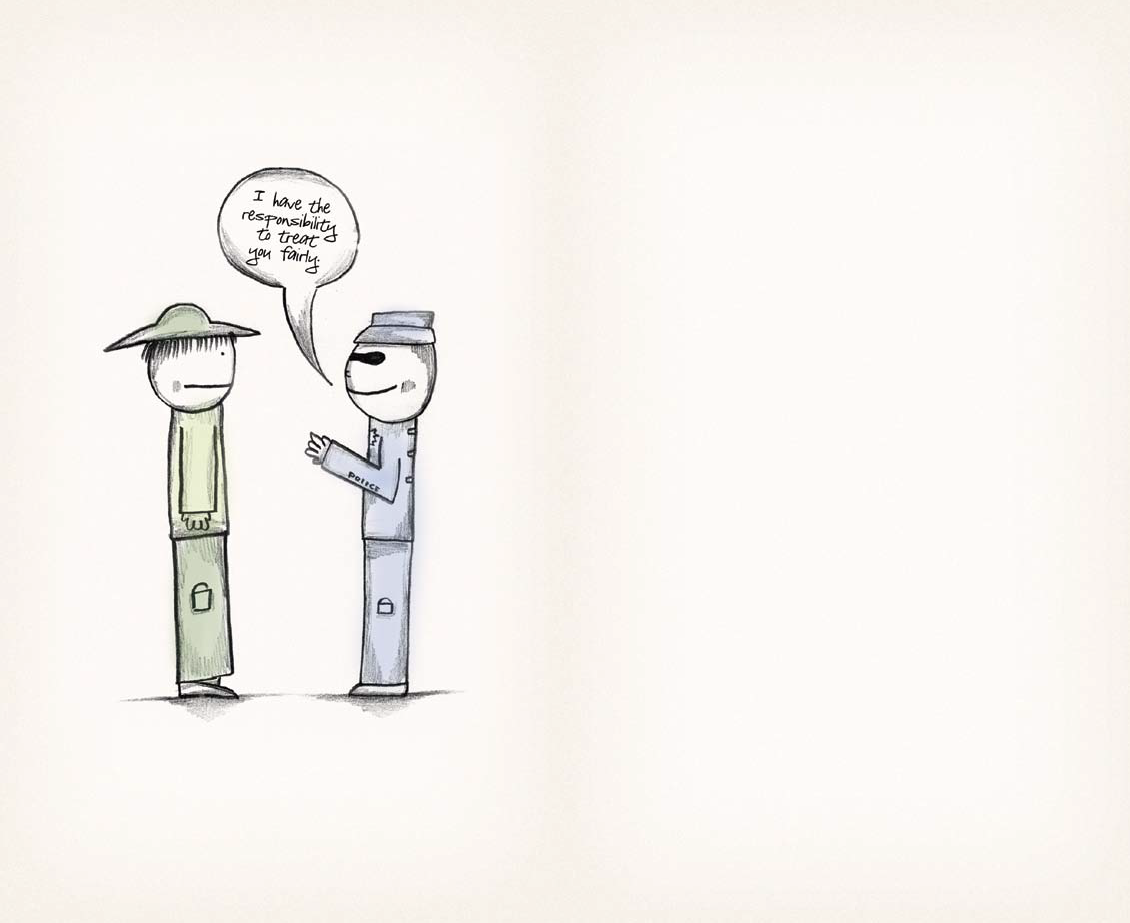 I have the
responsibility
to treat
you fairly.
POLICE